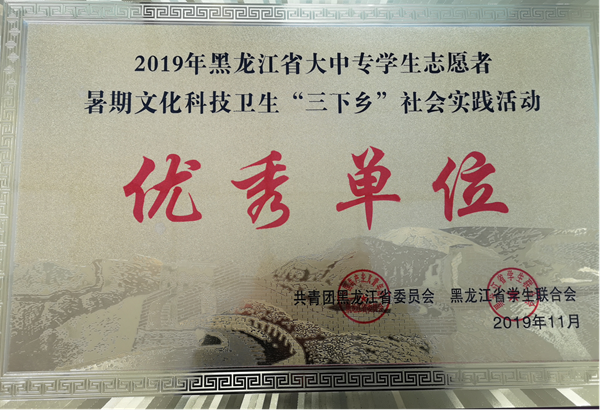 2019年黑龙江省大中专学生志愿者
暑期文化科技卫生“三下乡”社会实践活动
优秀单位
共青团黑龙江省委员会 黑龙江省学生联合会
2019年11月